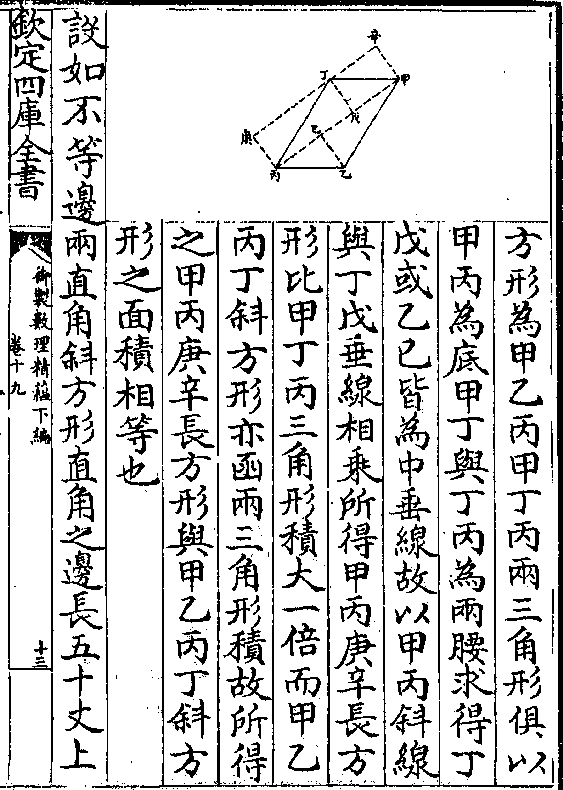 辛
丁
甲
戊
己
庚
丙
乙
方形為甲乙丙甲丁丙兩三角形俱以
甲丙為底甲丁與丁丙為兩腰求得丁
戊或乙己皆為中垂線故以甲丙斜線
與丁戊垂線相乘所得甲丙庚辛長方
形比甲丁丙三角形積大一倍而甲乙
丙丁斜方形亦函兩三角形積故所得
之甲丙庚辛長方形與甲乙丙丁斜方
形之面積相等也
設如不等邊兩直角斜方形直角之邊長五十丈上
欽定四庫全書
御製數理精蘊下編
卷十九
十三